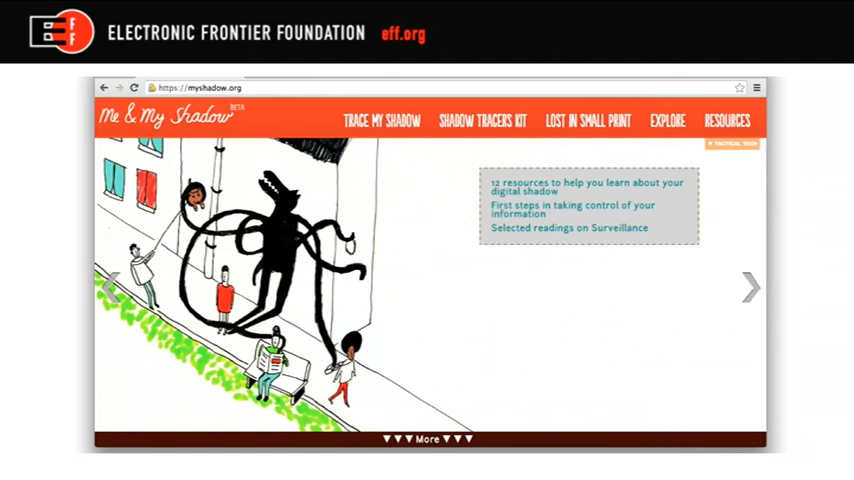 E F F
ELECTRONIC FRONTIER FOUNDATION eff.org
https://myshadow.org
Me & My Shadow BETA
TRACE MY SHADOW SHADOW TRACERS KIT LOST IN SMALL PRINT EXPLORE RESOURCES
▼ TACTICAL TECH
12 resources to help you learn about your
digital shadow
First steps in taking control of your
information
Selected readings on Surveillance
▼▼▼More▼▼▼